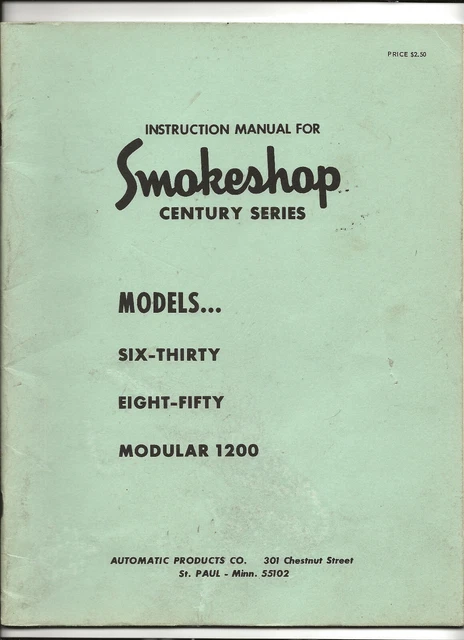 PRICE $2.50
INSTRUCTION MANUAL FOR
Smokeshop
CENTURY SERIES
MODELS...
SIX-THIRTY
EIGHT-FIFTY
MODULAR 1200
AUTOMATIC PRODUCTS CO. 301 Chestnut Street
St. PAUL - Minn. 55102